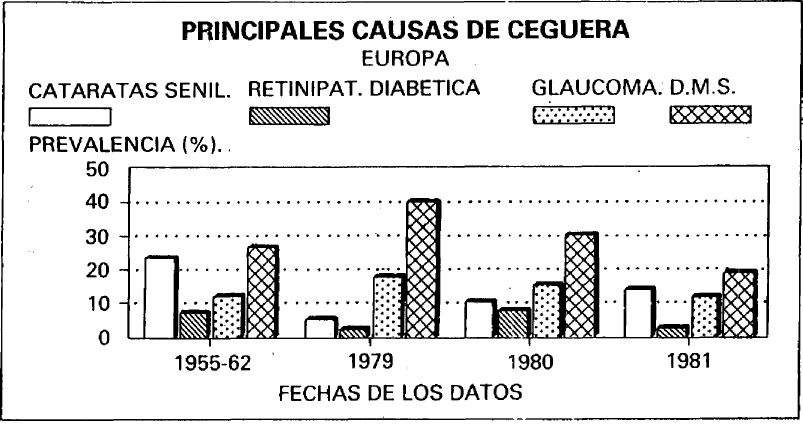 PRINCIPALES CAUSAS DE CEGUERA
EUROPA
CATARATAS SENIL. RETINIPAT. DIABETICA GLAUCOMA. D.M.S.
PREVALENCIA (%).
50
40
30
20
10
0
1955-62 1979 1980 1981
FECHAS DE LOS DATOS